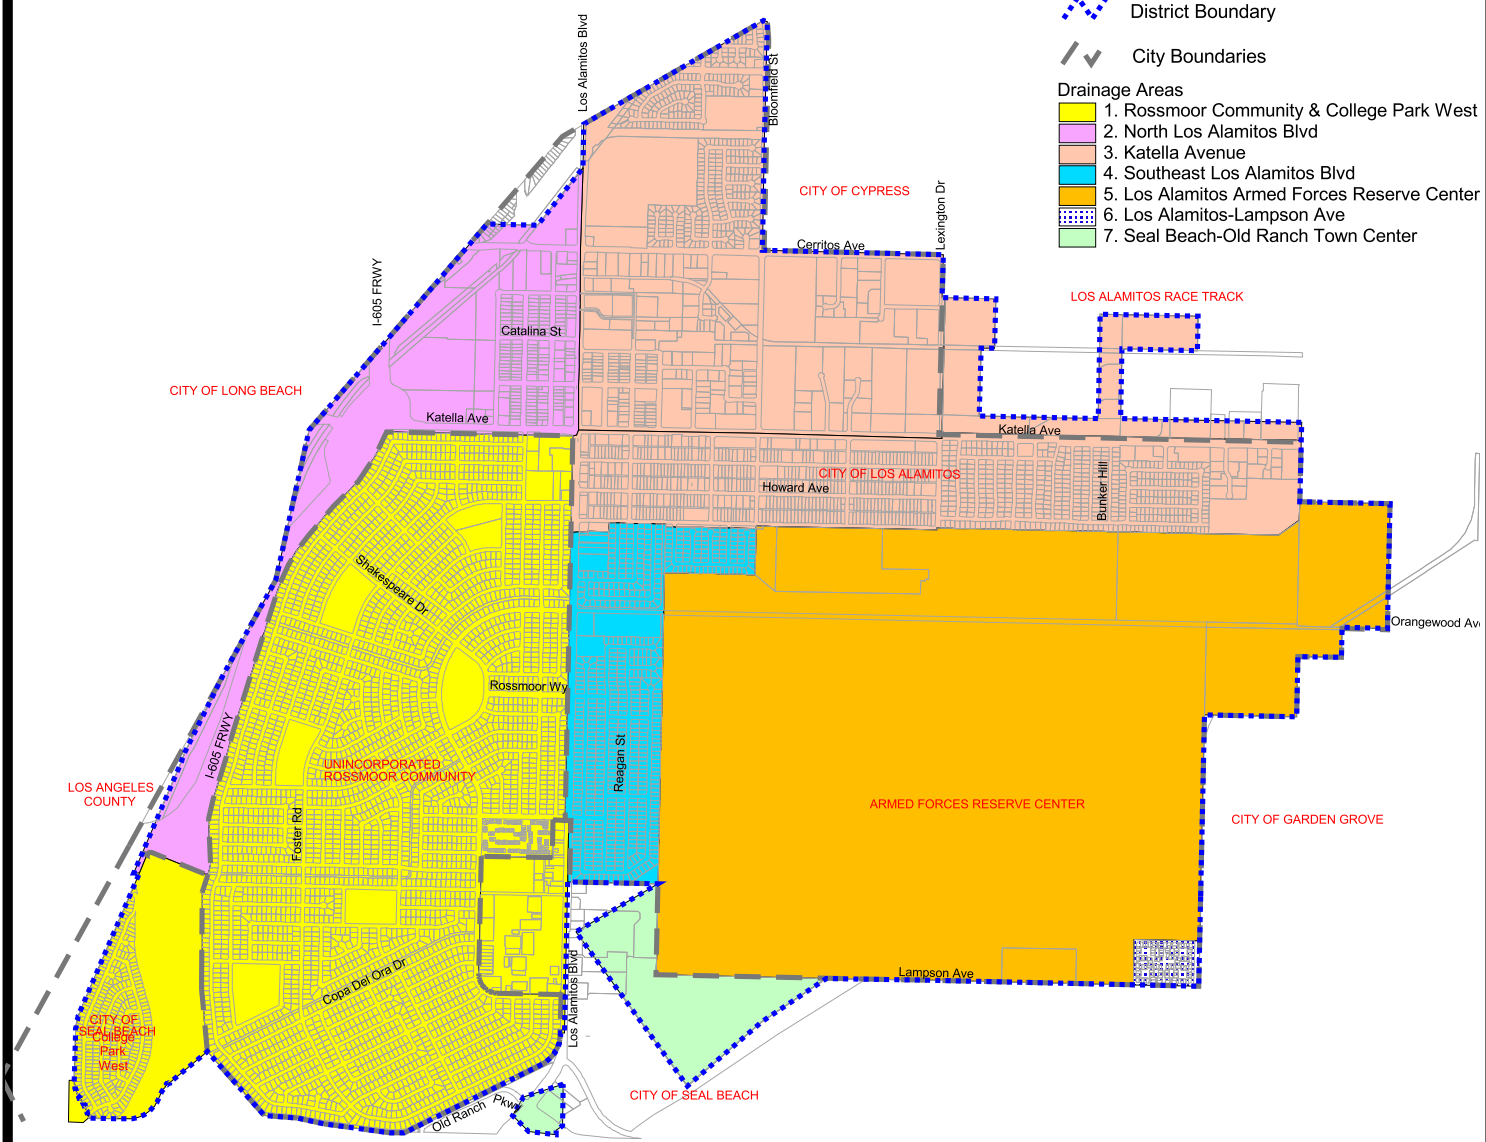 District Boundary
City Boundaries
Drainage Areas
1. Rossmoor Community & College Park West
2. North Los Alamitos Blvd
3. Katella Avenue
4. Southeast Los Alamitos Blvd
5. Los Alamitos Armed Forces Reserve Center
6. Los Alamitos-Lampson Ave
7. Seal Beach-Old Ranch Town Center
Los Alamitos Blvd
Bloomfield St
CITY OF CYPRESS
Lexington Dr
Cerritos Ave
I-605 FRWY
LOS ALAMITOS RACE TRACK
Catalina St
CITY OF LONG BEACH
Katella Ave
Katella Ave
CITY OF LOS ALAMITOS
Howard Ave
Bunker Hill
Shakespeare Dr
Orangewood Av
Rossmoor Wy
I-605 FRWY
Reagan St
UNINCORPORATED
ROSSMOOR COMMUNITY
LOS ANGELES
COUNTY
ARMED FORCES RESERVE CENTER
CITY OF GARDEN GROVE
Foster Rd
Copa Del Ora Dr
Los Alamitos Blvd
Lampson Ave
CITY OF
SEAL BEACH
College
Park
West
CITY OF SEAL BEACH
Old Ranch Pkwy